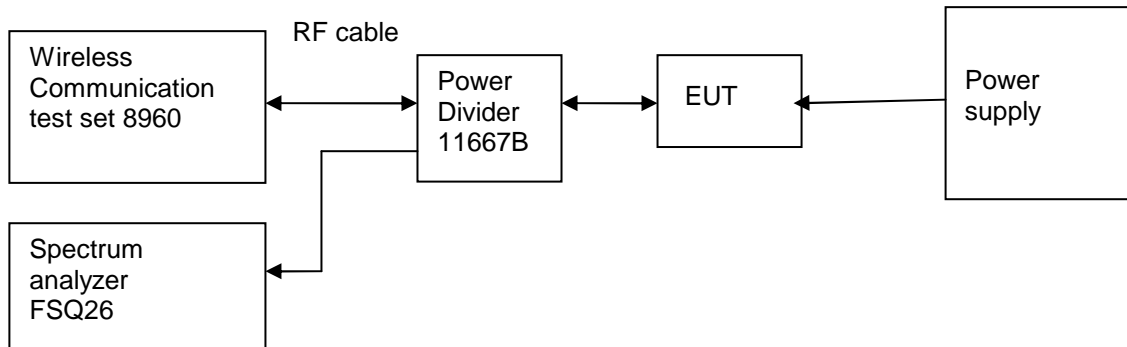 RF cable
Wireless
Communication
test set 8960
Power
Divider
11667B
EUT
Power
supply
Spectrum
analyzer
FSQ26